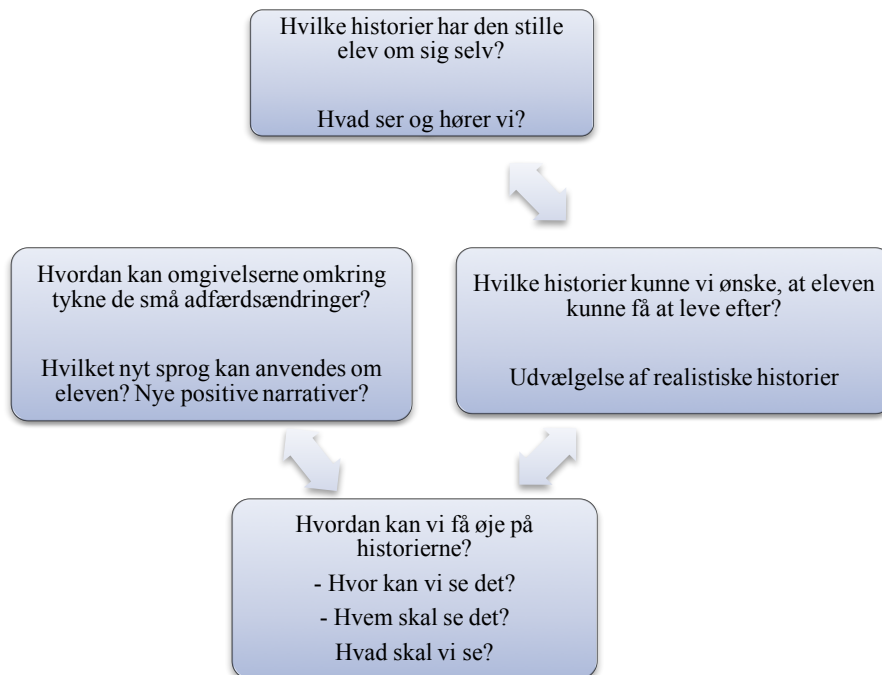 Hvilke historier har den stille
elev om sig selv?
Hvad ser og hører vi?
Hvordan kan omgivelserne omkring
tykne de små adfærdsændringer?
Hvilket nyt sprog kan anvendes om
eleven? Nye positive narrativer?
Hvilke historier kunne vi ønske, at eleven
kunne få at leve efter?
Udvælgelse af realistiske historier
Hvordan kan vi få øje på
historierne?
- Hvor kan vi se det?
- Hvem skal se det?
Hvad skal vi se?